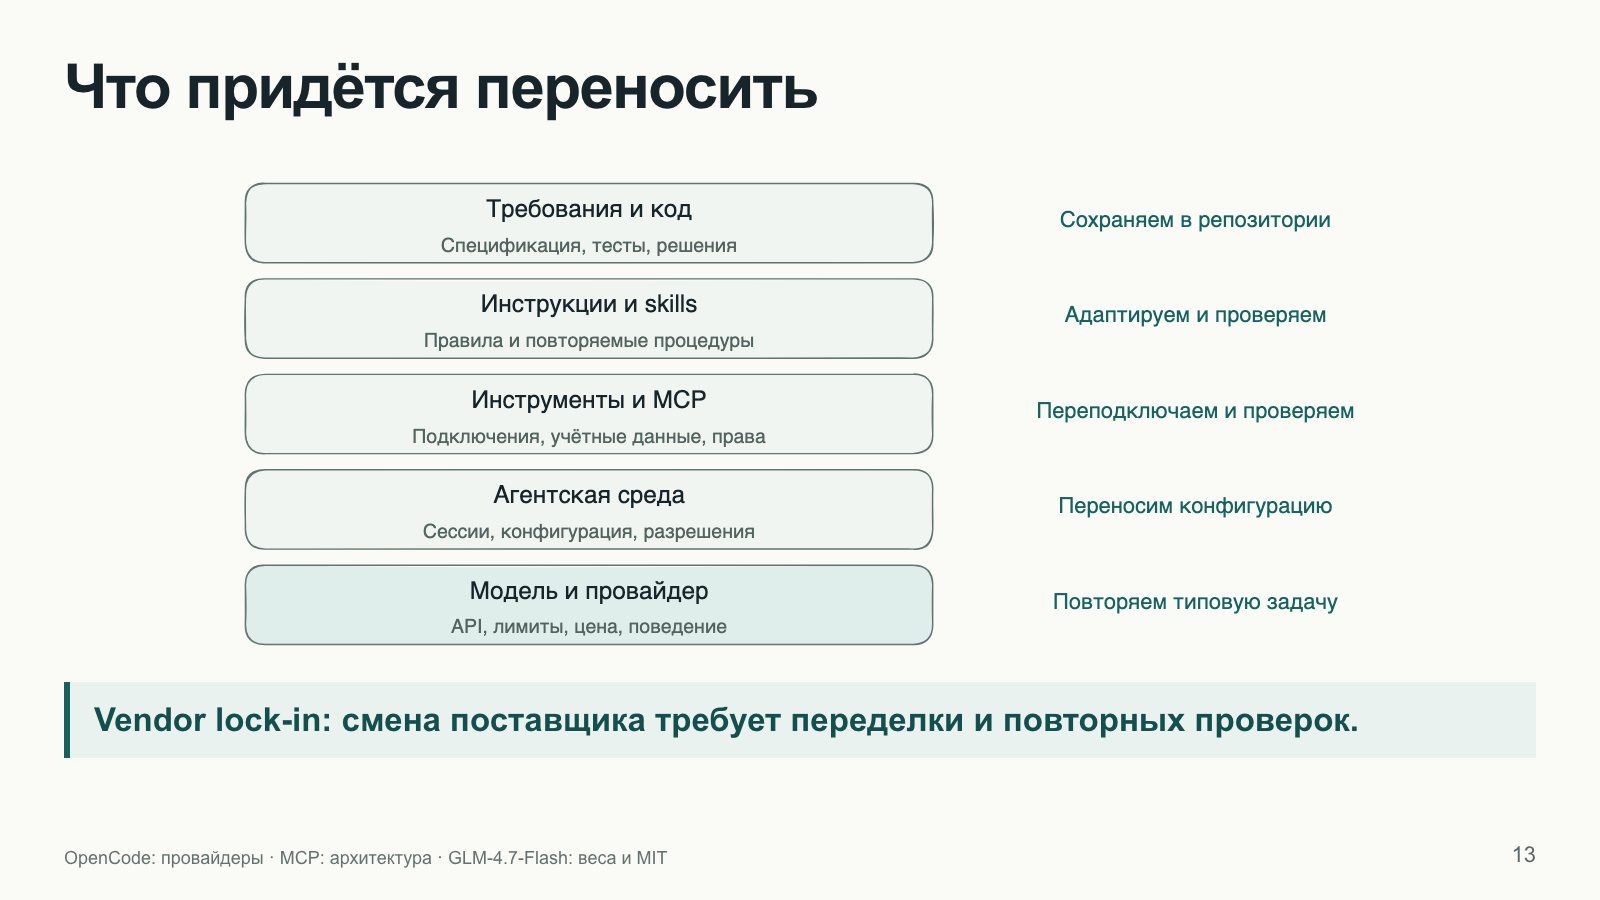 Что придётся переносить
Требования и код
Спецификация, тесты, решения
Сохраняем в репозитории
Инструкции и skills
Правила и повторяемые процедуры
Адаптируем и проверяем
Инструменты и MCP
Подключения, учётные данные, права
Переподключаем и проверяем
Агентская среда
Сессии, конфигурация, разрешения
Переносим конфигурацию
Модель и провайдер
API, лимиты, цена, поведение
Повторяем типовую задачу
Vendor lock-in: смена поставщика требует переделки и повторных проверок.
OpenCode: провайдеры · MCP: архитектура · GLM-4.7-Flash: веса и MIT
13